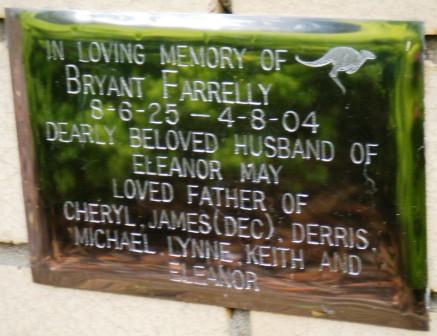 IN LOVING MEMORY OF
BRYANT FARRELLY
8-6-25 - 4-8-04
DEARLY BELOVED HUSBAND OF
ELEANOR MAY
LOVED FATHER OF
CHERYL, JAMES (DEC), DERRIS,
MICHAEL, LYNNE, KEITH AND
ELEANOR